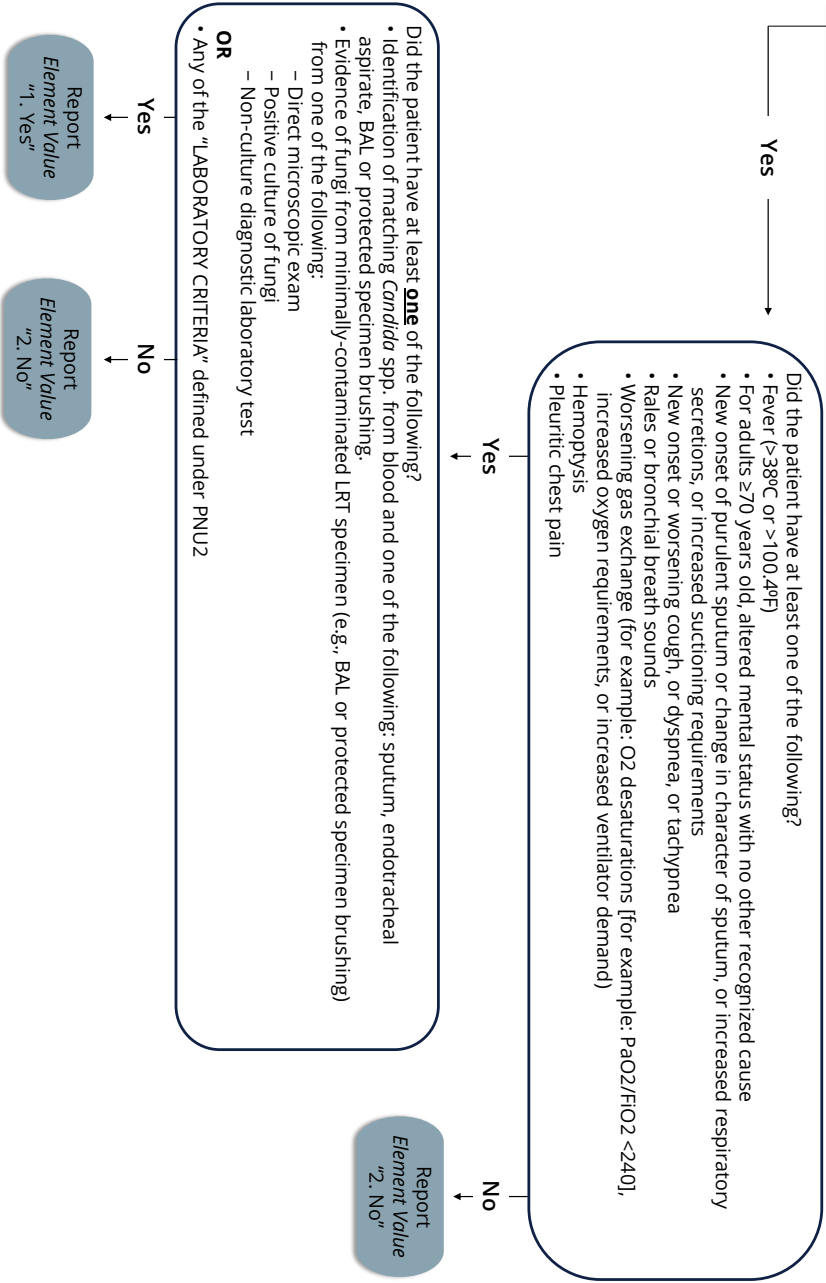 Yes
Did the patient have at least one of the following?
• Fever (>38ºC or >100.4ºF)
• For adults ≥70 years old, altered mental status with no other recognized cause
• New onset of purulent sputum or change in character of sputum, or increased respiratory
secretions, or increased suctioning requirements
• New onset or worsening cough, or dyspnea, or tachypnea
• Rales or bronchial breath sounds
• Worsening gas exchange (for example: O2 desaturations [for example: PaO2/FiO2 <240],
increased oxygen requirements, or increased ventilator demand)
• Hemoptysis
• Pleuritic chest pain
Yes
No
Report
Element Value
“2. No”
Did the patient have at least one of the following?
• Identification of matching Candida spp. from blood and one of the following: sputum, endotracheal
aspirate, BAL or protected specimen brushing.
• Evidence of fungi from minimally-contaminated LRT specimen (e.g., BAL or protected specimen brushing)
from one of the following:
– Direct microscopic exam
– Positive culture of fungi
– Non-culture diagnostic laboratory test
OR
• Any of the “LABORATORY CRITERIA” defined under PNU2
Yes
No
Report
Element Value
“1. Yes”
Report
Element Value
“2. No”